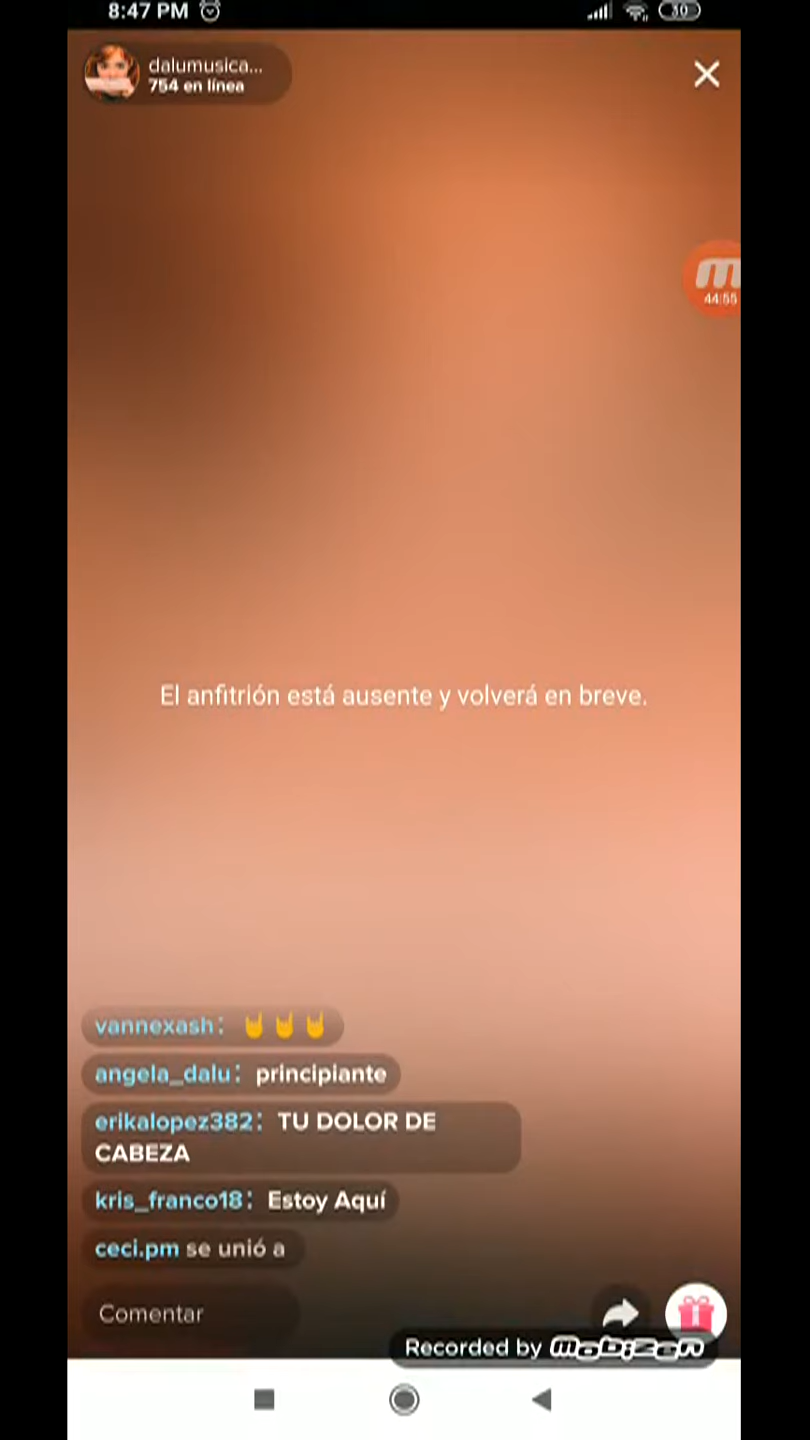 8:47 PM
30
dalumusica...
754 en línea
44:55
El anfitrión está ausente y volverá en breve.
vannexash: 🤘🤘🤘
angela_dalu: principiante
erikalopez382: TU DOLOR DE
CABEZA
kris_franco18: Estoy Aquí
ceci.pm se unió a
Comentar
Recorded by mobizen